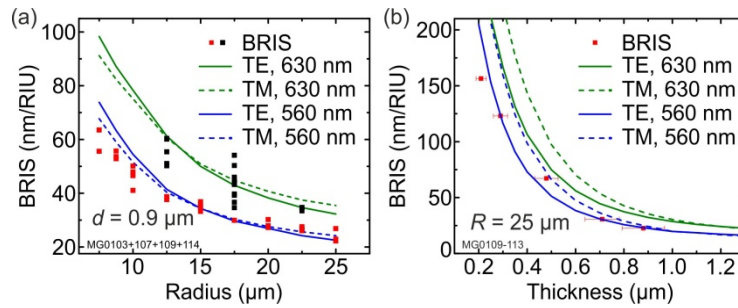 (a)
100
80
60
40
20
BRIS (nm/RIU)
BRIS
TE, 630 nm
TM, 630 nm
TE, 560 nm
TM, 560 nm
d = 0.9 µm
MG0103+107+109+114
10 15 20 25
Radius (µm)
(b)
200
150
100
50
BRIS (nm/RIU)
BRIS
TE, 630 nm
TM, 630 nm
TE, 560 nm
TM, 560 nm
R = 25 µm
MG0109-113
0.2 0.4 0.6 0.8 1.0 1.2
Thickness (µm)